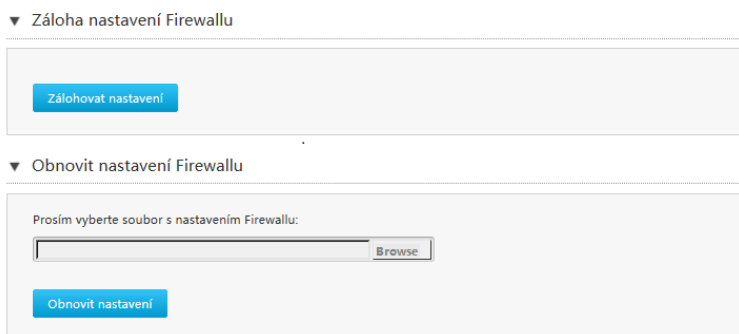 Záloha nastavení Firewallu
Zálohovat nastavení
Obnovit nastavení Firewallu
Prosím vyberte soubor s nastavením Firewallu:
Browse
Obnovit nastavení